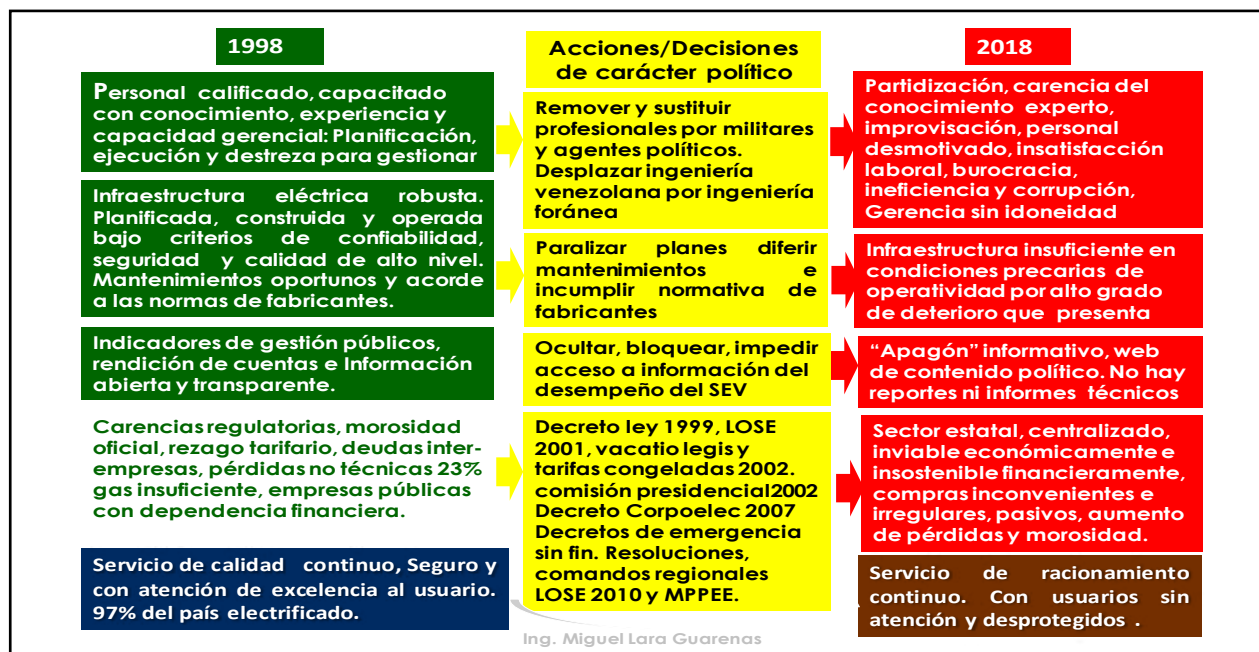 1998
Personal calificado, capacitado
con conocimiento, experiencia y
capacidad gerencial: Planificación,
ejecución y destreza para gestionar
Infraestructura eléctrica robusta.
Planificada, construida y operada
bajo criterios de confiabilidad,
seguridad y calidad de alto nivel.
Mantenimientos oportunos y acorde
a las normas de fabricantes.
Indicadores de gestión públicos,
rendición de cuentas e Información
abierta y transparente.
Carencias regulatorias, morosidad
oficial, rezago tarifario, deudas inter-
empresas, pérdidas no técnicas 23%
gas insuficiente, empresas públicas
con dependencia financiera.
Servicio de calidad continuo, Seguro y
con atención de excelencia al usuario.
97% del país electrificado.
Acciones/Decisiones
de carácter político
Remover y sustituir
profesionales por militares
y agentes políticos.
Desplazar ingeniería
venezolana por ingeniería
foránea
Paralizar planes diferir
mantenimientos e
incumplir normativa de
fabricantes
Ocultar, bloquear, impedir
acceso a información del
desempeño del SEV
Decreto ley 1999, LOSE
2001, vacatio legis y
tarifas congeladas 2002.
comisión presidencial2002
Decreto Corpoelec 2007
Decretos de emergencia
sin fin. Resoluciones,
comandos regionales
LOSE 2010 y MPPEE.
2018
Partidización, carencia del
conocimiento experto,
improvisación, personal
desmotivado, insatisfacción
laboral, burocracia,
ineficiencia y corrupción,
Gerencia sin idoneidad
Infraestructura insuficiente en
condiciones precarias de
operatividad por alto grado
de deterioro que presenta
“Apagón” informativo, web
de contenido político. No hay
reportes ni informes técnicos
Sector estatal, centralizado,
inviable económicamente e
insostenible financieramente,
compras inconvenientes e
irregulares, pasivos, aumento
de pérdidas y morosidad.
Servicio de racionamiento
continuo. Con usuarios sin
atención y desprotegidos .
Ing. Miguel Lara Guarenas